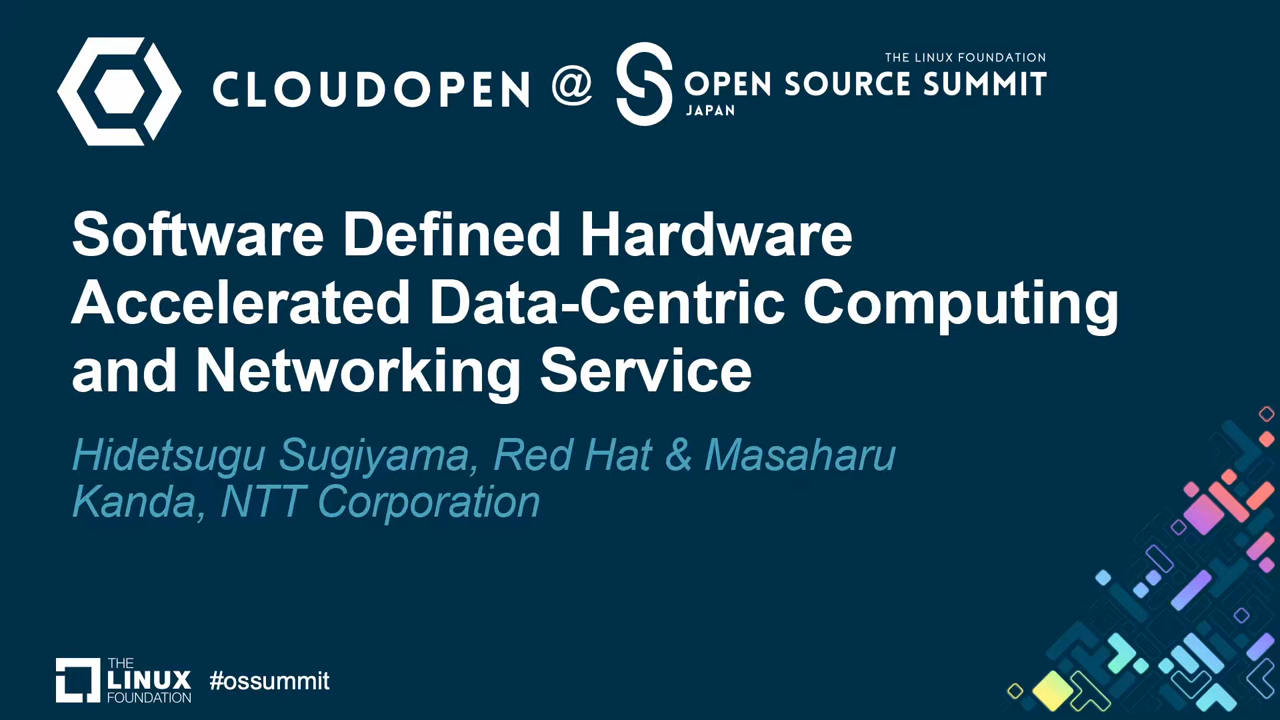 CLOUDOPEN @ THE LINUX FOUNDATION
OPEN SOURCE SUMMIT
JAPAN
Software Defined Hardware
Accelerated Data-Centric Computing
and Networking Service
Hidetsugu Sugiyama, Red Hat & Masaharu
Kanda, NTT Corporation
THE
LINUX
FOUNDATION
#ossummit